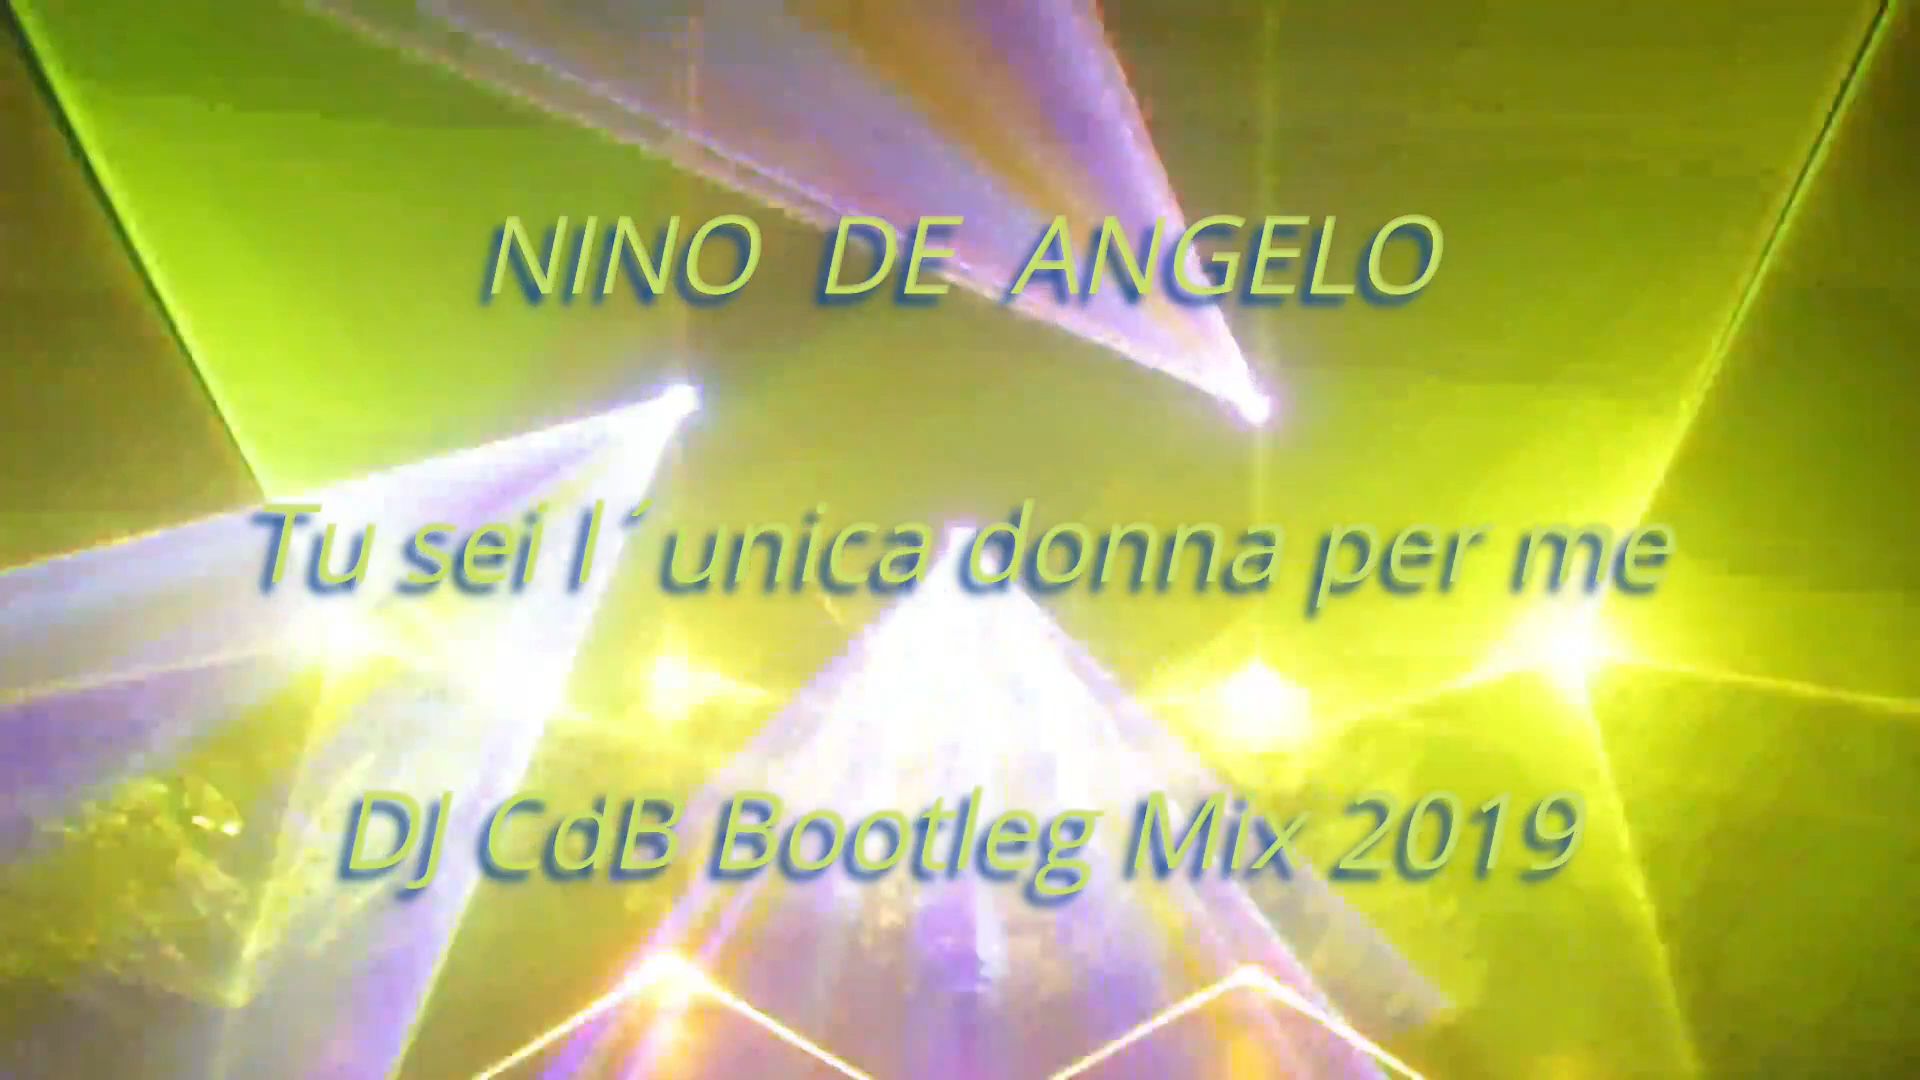 NINO DE ANGELO
Tu sei l´unica donna per me
DJ CdB Bootleg Mix 2019